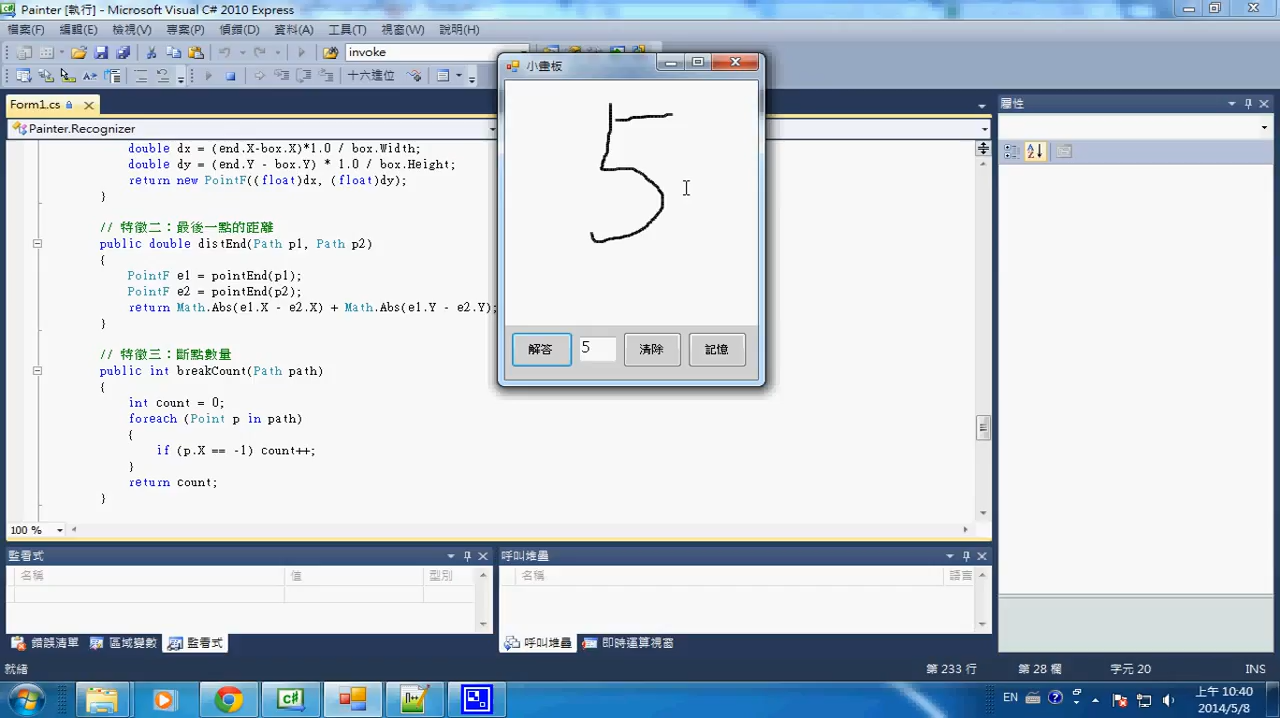 Painter [執行] - Microsoft Visual C# 2010 Express
檔案(F) 編輯(E) 檢視(V) 專案(P) 偵錯(D) 資料(A) 工具(T) 視窗(W) 說明(H)
invoke
十六進位
Form1.cs
Painter.Recognizer
double dx = (end.X-box.X)*1.0 / box.Width;
double dy = (end.Y - box.Y) * 1.0 / box.Height;
return new PointF((float)dx, (float)dy);
}
// 特徵二：最後一點的距離
public double distEnd(Path p1, Path p2)
{
PointF e1 = pointEnd(p1);
PointF e2 = pointEnd(p2);
return Math.Abs(e1.X - e2.X) + Math.Abs(e1.Y - e2.Y);
}
// 特徵三：斷點數量
public int breakCount(Path path)
{
int count = 0;
foreach (Point p in path)
{
if (p.X == -1) count++;
}
return count;
}
100 %
小畫板
5
解答 5 清除 記憶
屬性
監看式
名稱 值 型別
錯誤清單 區域變數 監看式
呼叫堆疊
名稱 語言
呼叫堆疊 即時運算視窗
就緒 第 233 行 第 28 欄 字元 20 INS
EN
上午 10:40
2014/5/8